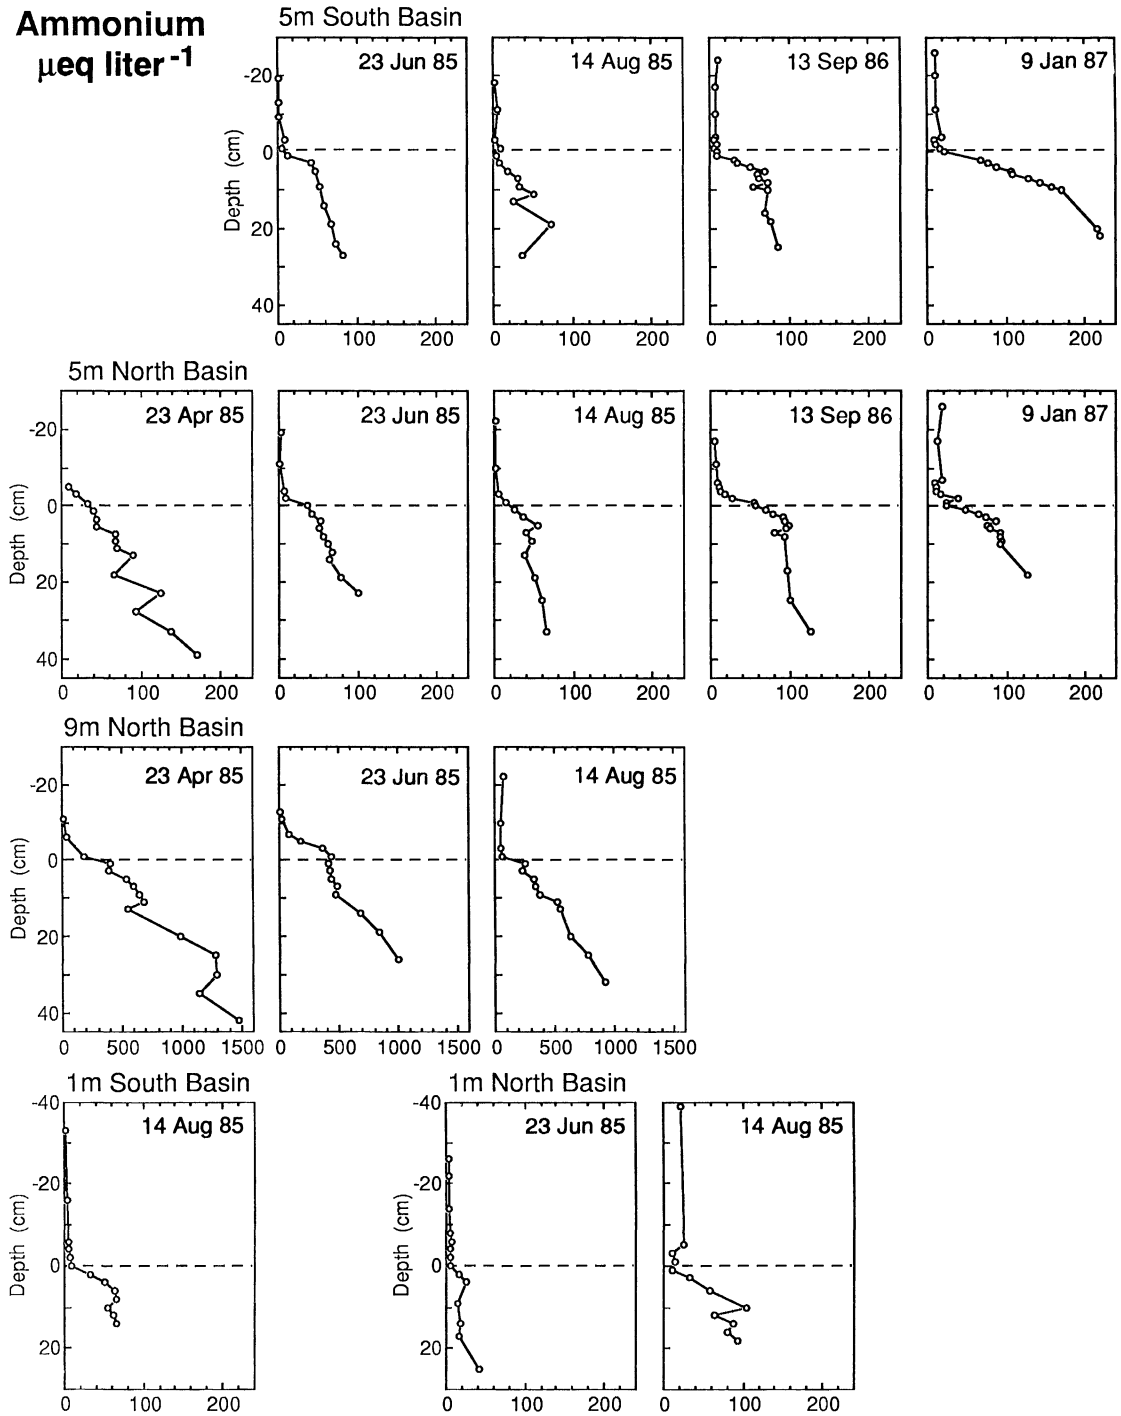 Ammonium
μeq liter-1
5m South Basin
23 Jun 85
14 Aug 85
13 Sep 86
9 Jan 87
Depth (cm)
-20
0
20
40
0 100 200
0 100 200
0 100 200
0 100 200
5m North Basin
23 Apr 85
23 Jun 85
14 Aug 85
13 Sep 86
9 Jan 87
Depth (cm)
-20
0
20
40
0 100 200
0 100 200
0 100 200
0 100 200
0 100 200
9m North Basin
23 Apr 85
23 Jun 85
14 Aug 85
Depth (cm)
-20
0
20
40
0 500 1000 1500
0 500 1000 1500
0 500 1000 1500
1m South Basin
14 Aug 85
Depth (cm)
-40
-20
0
20
0 100 200
1m North Basin
23 Jun 85
14 Aug 85
Depth (cm)
-40
-20
0
20
0 100 200
0 100 200